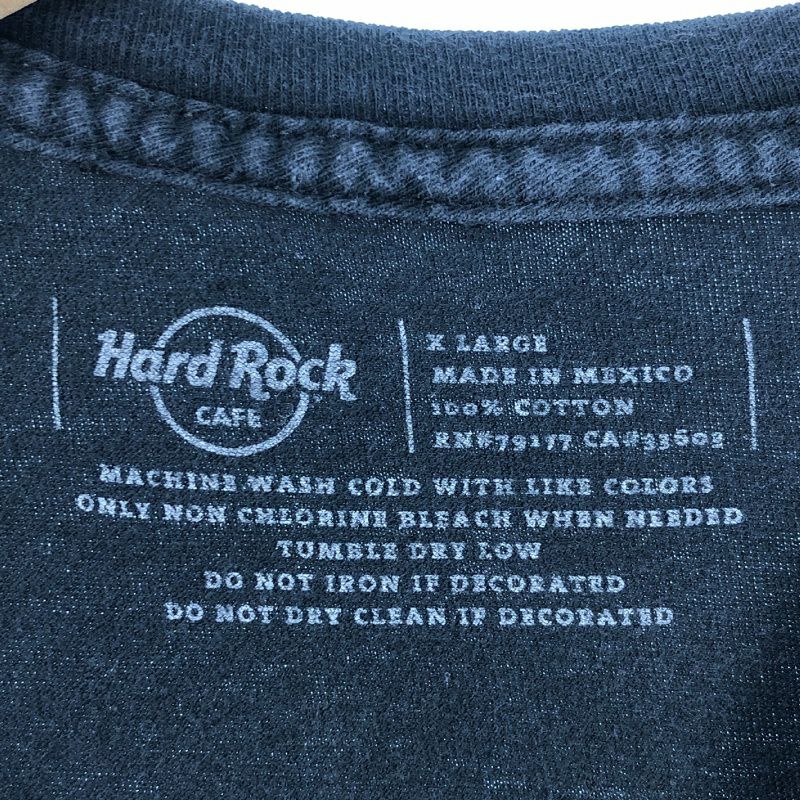 Hard Rock
CAFE
X LARGE
MADE IN MEXICO
100% COTTON
RN#79177 CA#33603
MACHINE WASH COLD WITH LIKE COLORS
ONLY NON CHLORINE BLEACH WHEN NEEDED
TUMBLE DRY LOW
DO NOT IRON IF DECORATED
DO NOT DRY CLEAN IF DECORATED